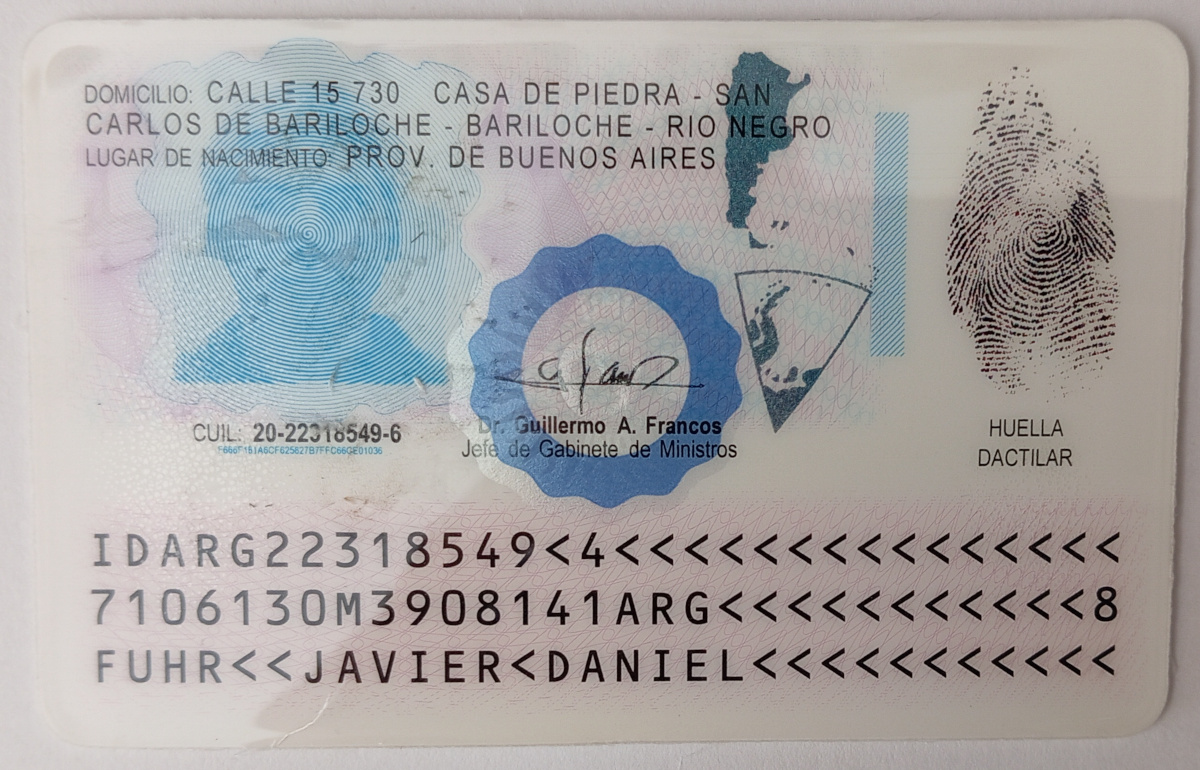 DOMICILIO: CALLE 15 730 CASA DE PIEDRA - SAN
CARLOS DE BARILOCHE - BARILOCHE - RIO NEGRO
LUGAR DE NACIMIENTO: PROV. DE BUENOS AIRES
CUIL: 20-22318549-6
Dr. Guillermo A. Francos
Jefe de Gabinete de Ministros
HUELLA
DACTILAR
IDARG22318549<4<<<<<<<<<<<<<<<
7106130M3908141ARG<<<<<<<<<<<8
FUHR<<JAVIER<DANIEL<<<<<<<<<<<